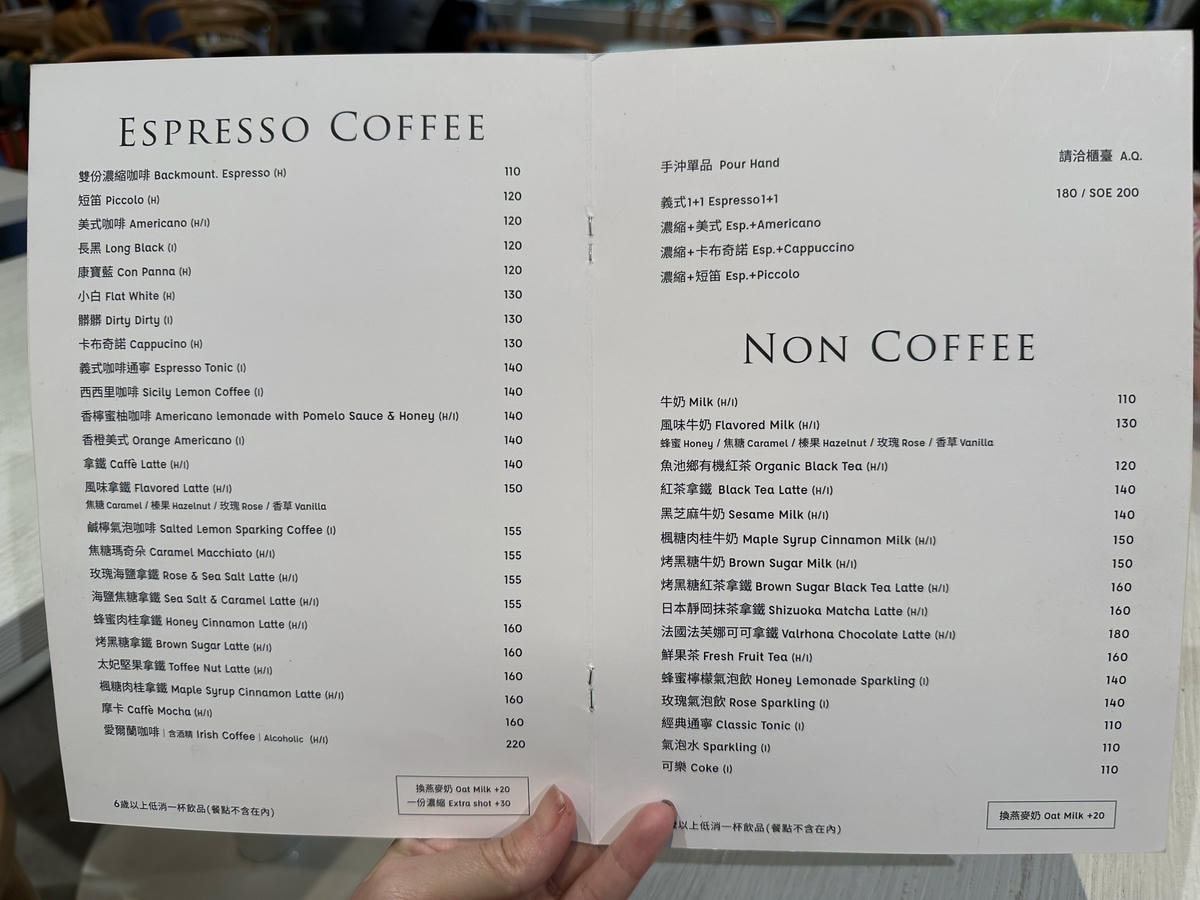 ESPRESSO COFFEE
雙份濃縮咖啡 Backmount. Espresso (H) 110
短笛 Piccolo (H) 120
美式咖啡 Americano (H/I) 120
長黑 Long Black (I) 120
康寶藍 Con Panna (H) 120
小白 Flat White (H) 130
髒髒 Dirty Dirty (I) 130
卡布奇諾 Cappucino (H) 130
義式咖啡通寧 Espresso Tonic (I) 140
西西里咖啡 Sicily Lemon Coffee (I) 140
香檸蜜柚咖啡 Americano lemonade with Pomelo Sauce & Honey (H/I) 140
香橙美式 Orange Americano (I) 140
拿鐵 Caffè Latte (H/I) 140
風味拿鐵 Flavored Latte (H/I) 150
焦糖 Caramel / 榛果 Hazelnut / 玫瑰 Rose / 香草 Vanilla
鹹檸氣泡咖啡 Salted Lemon Sparking Coffee (I) 155
焦糖瑪奇朵 Caramel Macchiato (H/I) 155
玫瑰海鹽拿鐵 Rose & Sea Salt Latte (H/I) 155
海鹽焦糖拿鐵 Sea Salt & Caramel Latte (H/I) 155
蜂蜜肉桂拿鐵 Honey Cinnamon Latte (H/I) 160
烤黑糖拿鐵 Brown Sugar Latte (H/I) 160
太妃堅果拿鐵 Toffee Nut Latte (H/I) 160
楓糖肉桂拿鐵 Maple Syrup Cinnamon Latte (H/I) 160
摩卡 Caffè Mocha (H/I) 160
愛爾蘭咖啡 | 含酒精 Irish Coffee | Alcoholic (H/I) 220
換燕麥奶 Oat Milk +20
一份濃縮 Extra shot +30
6歲以上低消一杯飲品(餐點不含在內)
手沖單品 Pour Hand 請洽櫃臺 A.Q.
義式1+1 Espresso1+1 180 / SOE 200
濃縮+美式 Esp.+Americano
濃縮+卡布奇諾 Esp.+Cappuccino
濃縮+短笛 Esp.+Piccolo
NON COFFEE
牛奶 Milk (H/I) 110
風味牛奶 Flavored Milk (H/I) 130
蜂蜜 Honey / 焦糖 Caramel / 榛果 Hazelnut / 玫瑰 Rose / 香草 Vanilla
魚池鄉有機紅茶 Organic Black Tea (H/I) 120
紅茶拿鐵 Black Tea Latte (H/I) 140
黑芝麻牛奶 Sesame Milk (H/I) 140
楓糖肉桂牛奶 Maple Syrup Cinnamon Milk (H/I) 150
烤黑糖牛奶 Brown Sugar Milk (H/I) 150
烤黑糖紅茶拿鐵 Brown Sugar Black Tea Latte (H/I) 160
日本靜岡抹茶拿鐵 Shizuoka Matcha Latte (H/I) 160
法國法芙娜可可拿鐵 Valrhona Chocolate Latte (H/I) 180
鮮果茶 Fresh Fruit Tea (H/I) 160
蜂蜜檸檬氣泡飲 Honey Lemonade Sparkling (I) 140
玫瑰氣泡飲 Rose Sparkling (I) 140
經典通寧 Classic Tonic (I) 110
氣泡水 Sparkling (I) 110
可樂 Coke (I) 110
換燕麥奶 Oat Milk +20
歲以上低消一杯飲品(餐點不含在內)